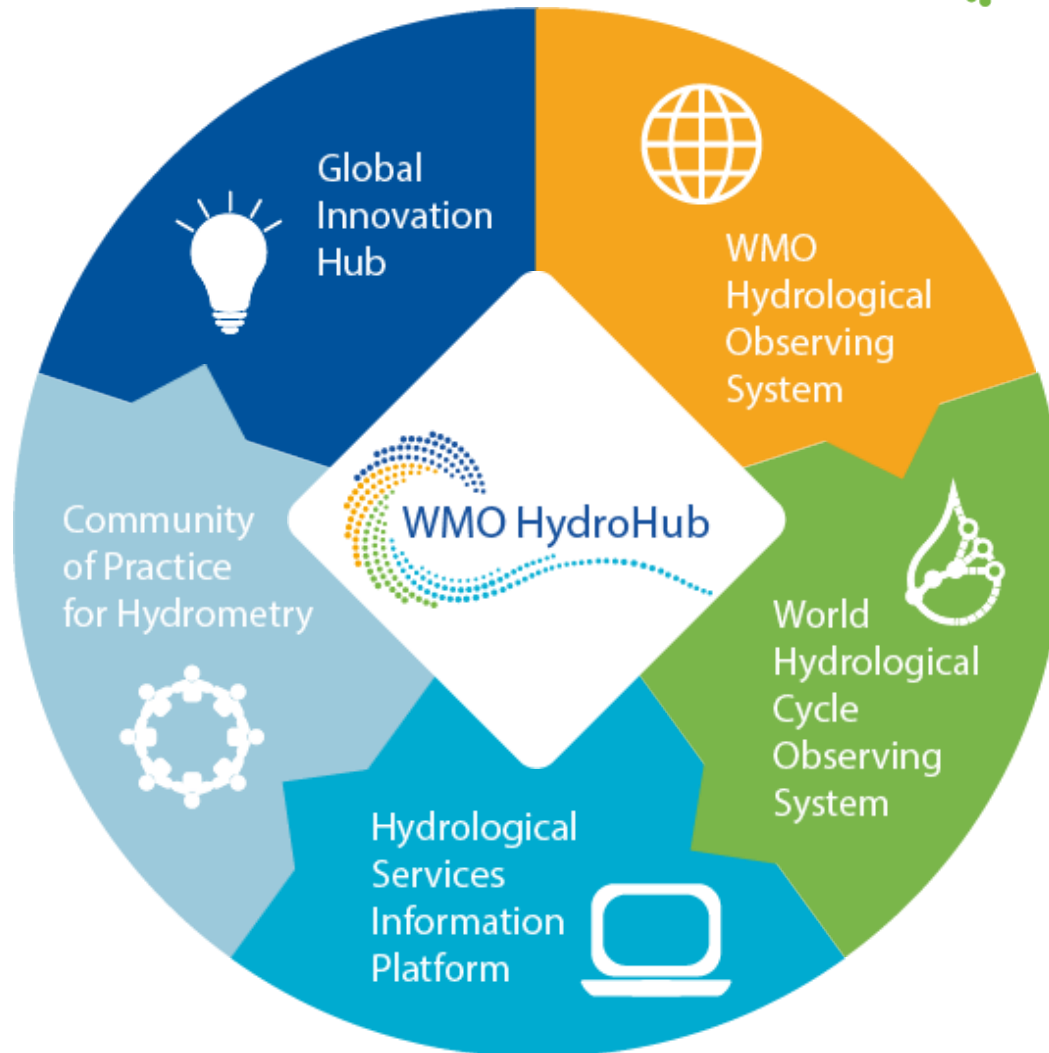 Global
Innovation
Hub
WMO
Hydrological
Observing
System
World
Hydrological
Cycle
Observing
System
Hydrological
Services
Information
Platform
Community
of Practice
for Hydrometry
WMO HydroHub